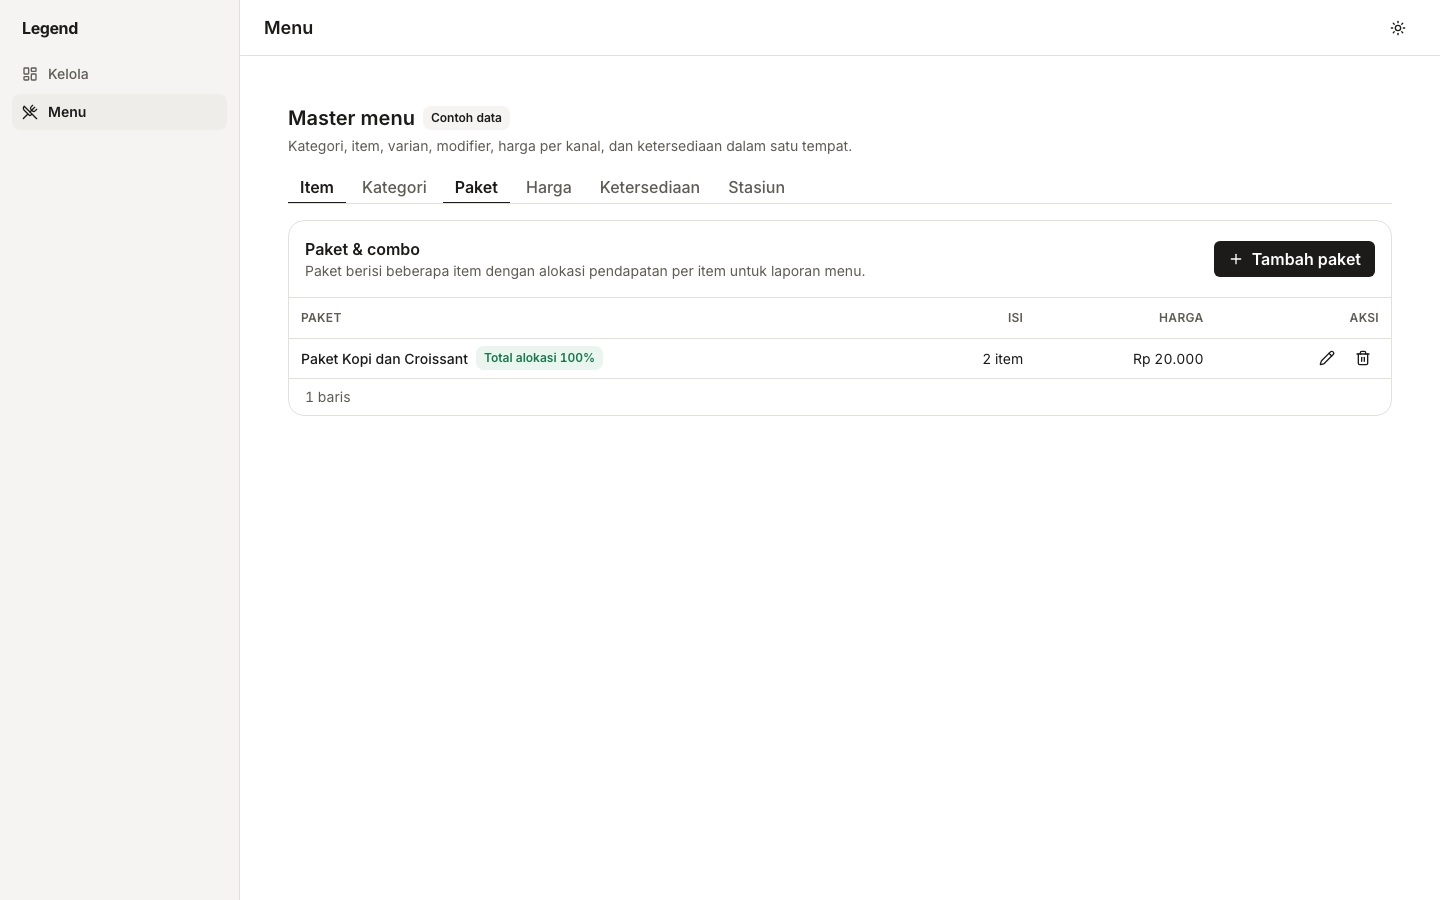 Legend
Menu
Kelola
Menu
Master menu Contoh data
Kategori, item, varian, modifier, harga per kanal, dan ketersediaan dalam satu tempat.
Item Kategori Paket Harga Ketersediaan Stasiun
Paket & combo
Paket berisi beberapa item dengan alokasi pendapatan per item untuk laporan menu.
Tambah paket
PAKET ISI HARGA AKSI
Paket Kopi dan Croissant Total alokasi 100% 2 item Rp 20.000
1 baris